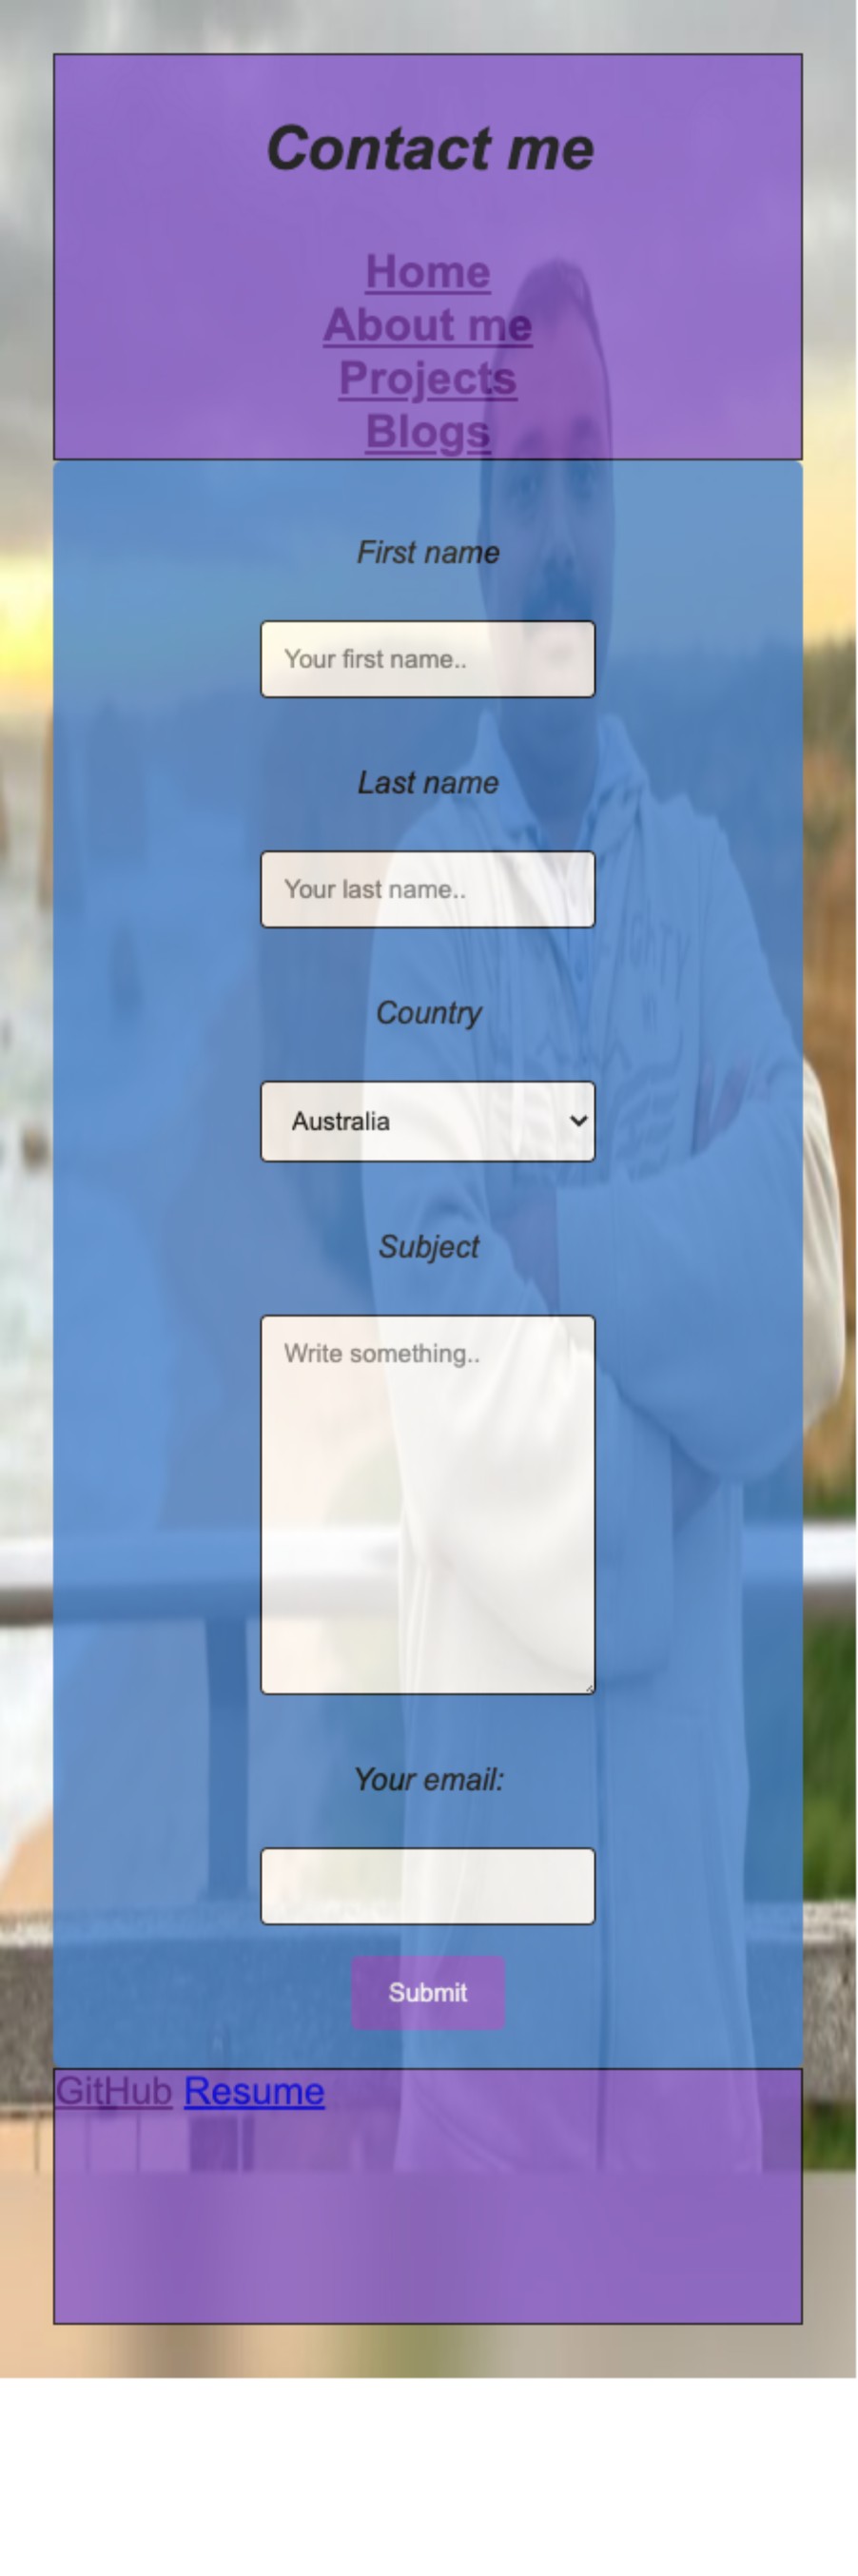 Contact me
Home
About me
Projects
Blogs
First name
Your first name..
Last name
Your last name..
Country
Australia
Subject
Write something..
Your email:
Submit
GitHub Resume